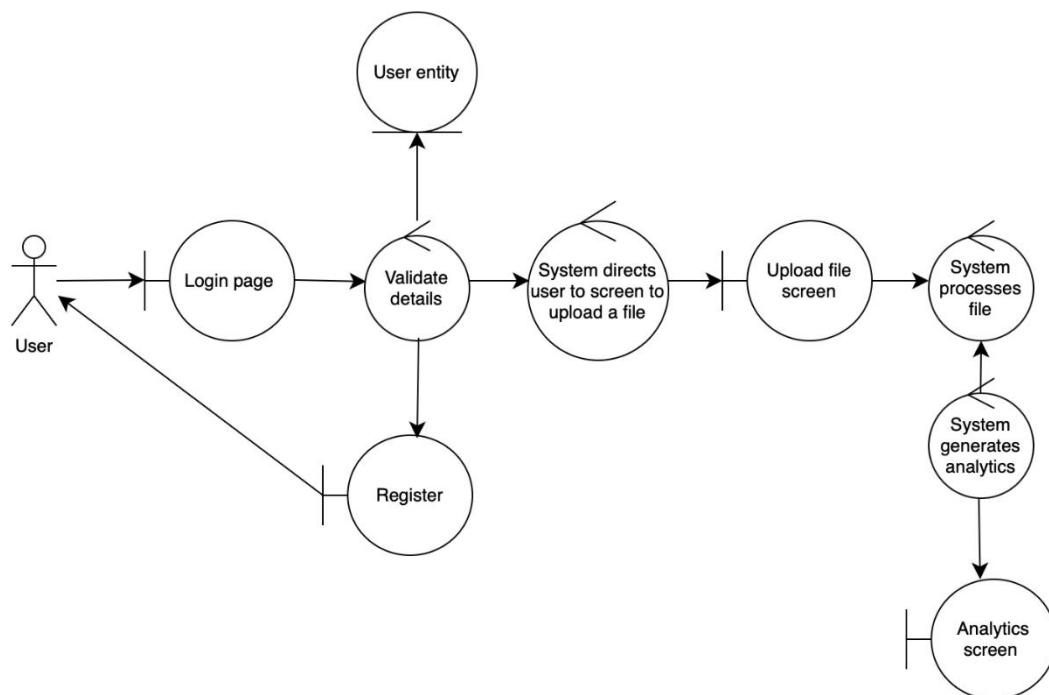 User entity
User
Login page
Validate
details
System directs
user to screen to
upload a file
Upload file
screen
System
processes
file
Register
System
generates
analytics
Analytics
screen